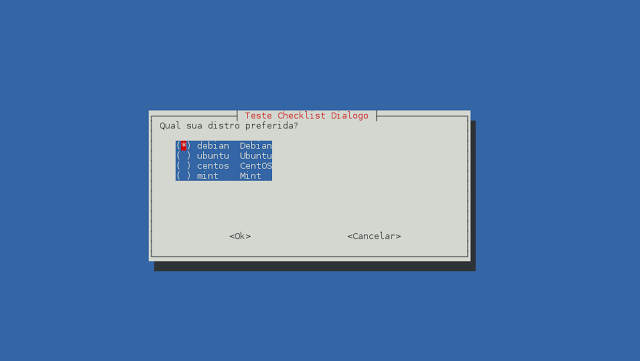 Teste Checklist Dialogo
Qual sua distro preferida?
(*) debian Debian
( ) ubuntu Ubuntu
( ) centos CentOS
( ) mint Mint
<Ok> <Cancelar>